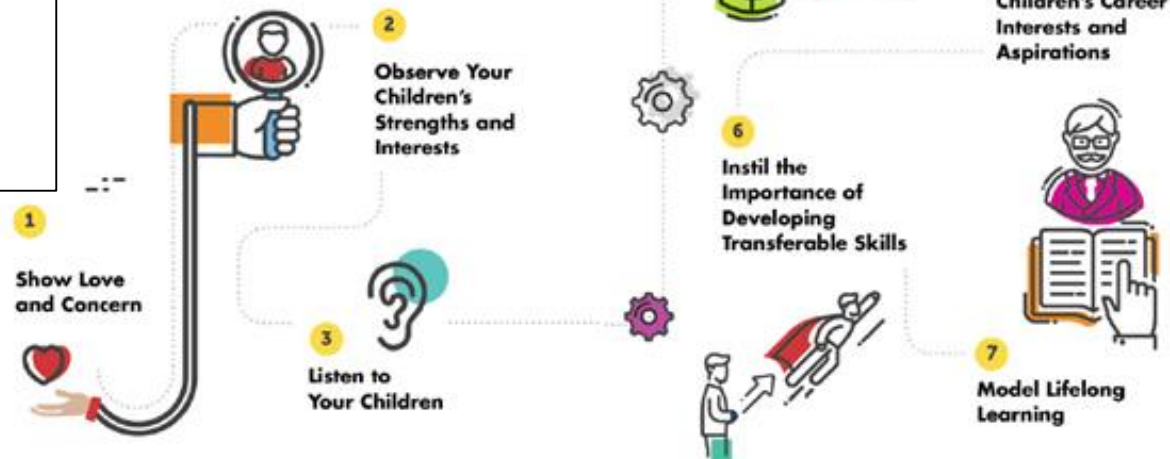 1
Show Love
and Concern
2
Observe Your
Children's
Strengths and
Interests
3
Listen to
Your Children
Children's Career
Interests and
Aspirations
6
Instil the
Importance of
Developing
Transferable Skills
7
Model Lifelong
Learning